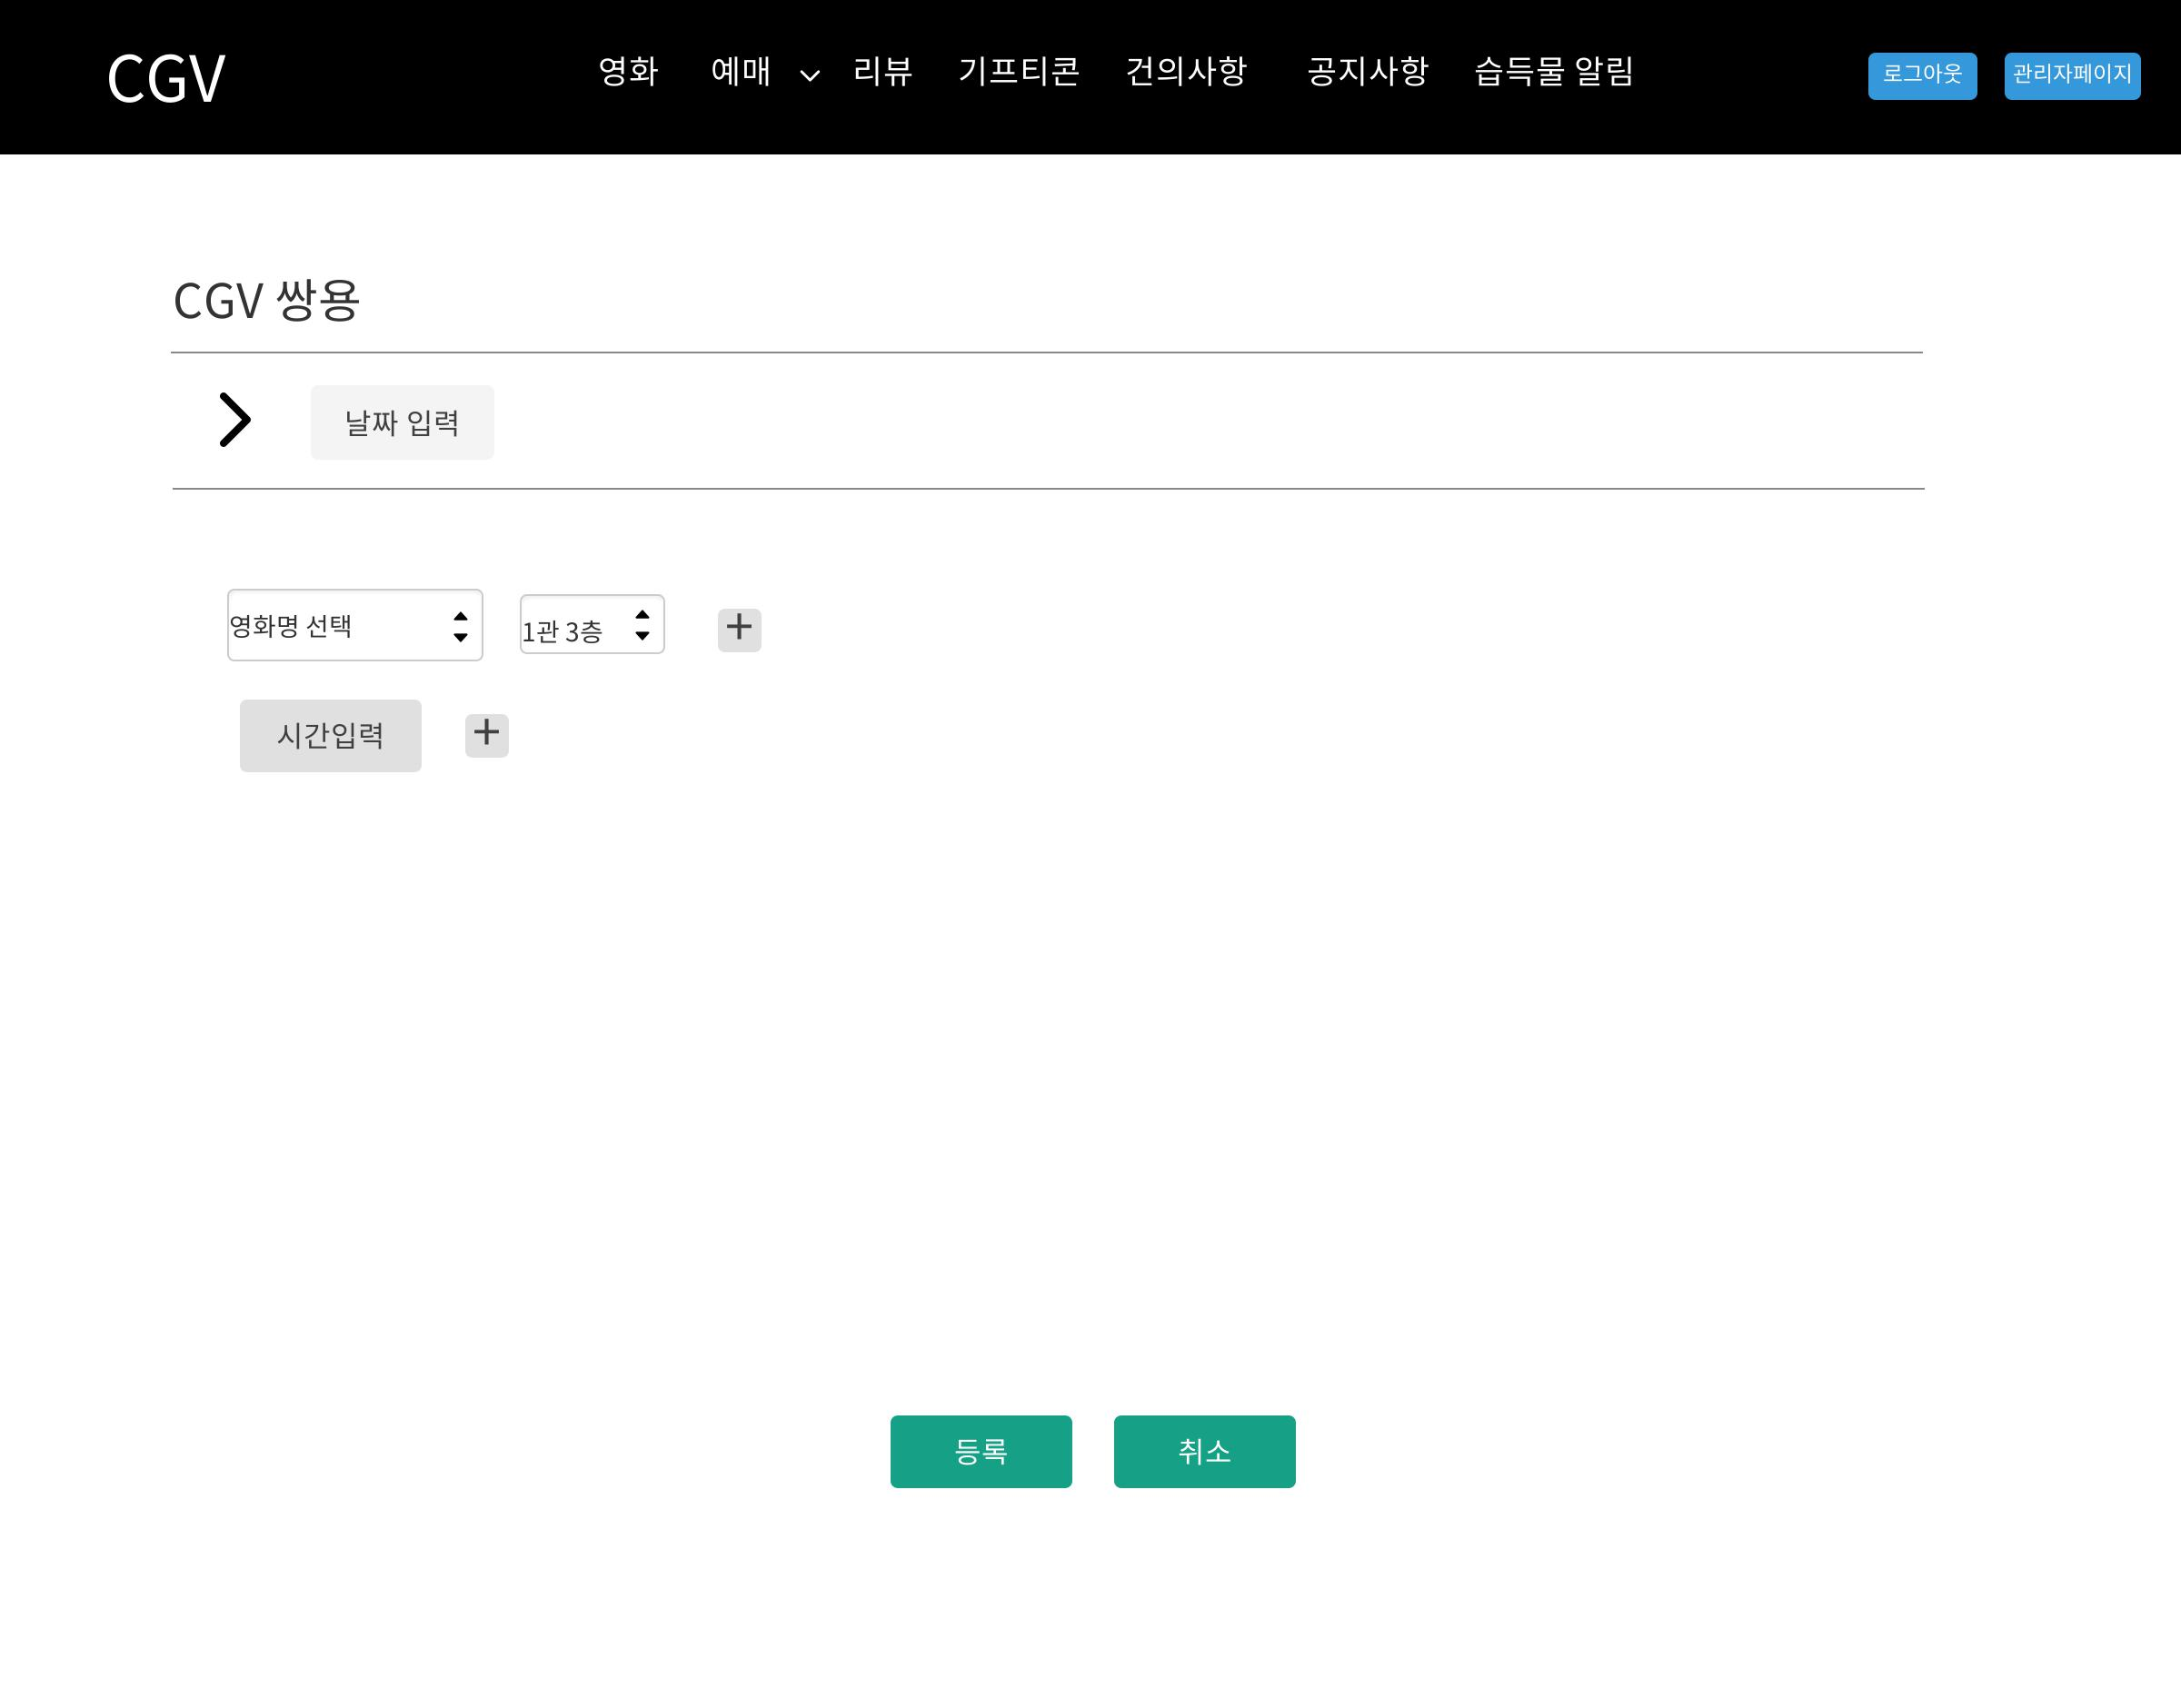 CGV 영화 예매 리뷰 기프티콘 건의사항 공지사항 습득물 알림 로그아웃 관리자페이지
CGV 쌍용
날짜 입력
영화명 선택 1관 3층 +
시간입력 +
등록 취소